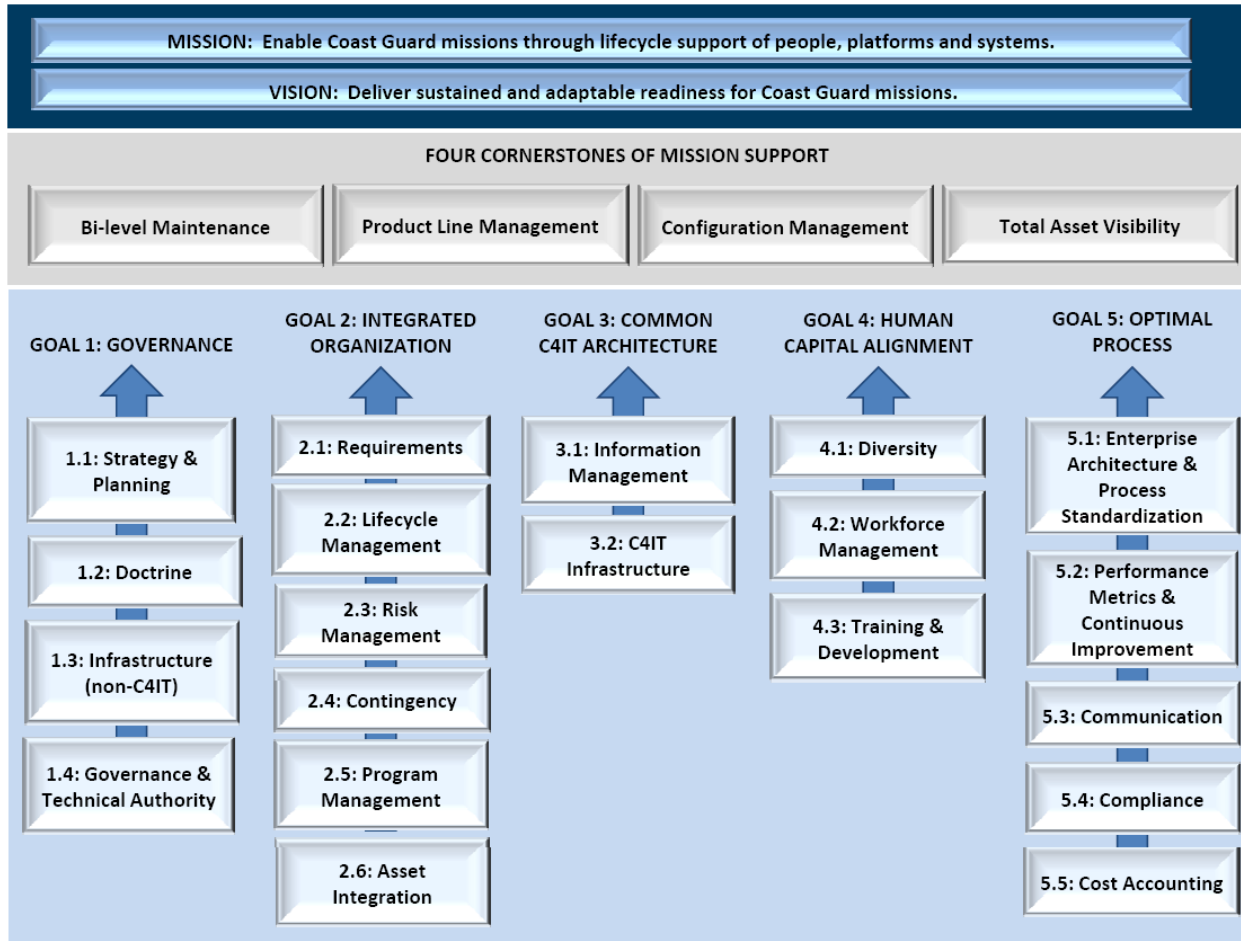 MISSION: Enable Coast Guard missions through lifecycle support of people, platforms and systems.
VISION: Deliver sustained and adaptable readiness for Coast Guard missions.
FOUR CORNERSTONES OF MISSION SUPPORT
Bi-level Maintenance
Product Line Management
Configuration Management
Total Asset Visibility
GOAL 1: GOVERNANCE
1.1: Strategy &
Planning
1.2: Doctrine
1.3: Infrastructure
(non-C4IT)
1.4: Governance &
Technical Authority
GOAL 2: INTEGRATED
ORGANIZATION
2.1: Requirements
2.2: Lifecycle
Management
2.3: Risk
Management
2.4: Contingency
2.5: Program
Management
2.6: Asset
Integration
GOAL 3: COMMON
C4IT ARCHITECTURE
3.1: Information
Management
3.2: C4IT
Infrastructure
GOAL 4: HUMAN
CAPITAL ALIGNMENT
4.1: Diversity
4.2: Workforce
Management
4.3: Training &
Development
GOAL 5: OPTIMAL
PROCESS
5.1: Enterprise
Architecture &
Process
Standardization
5.2: Performance
Metrics &
Continuous
Improvement
5.3: Communication
5.4: Compliance
5.5: Cost Accounting